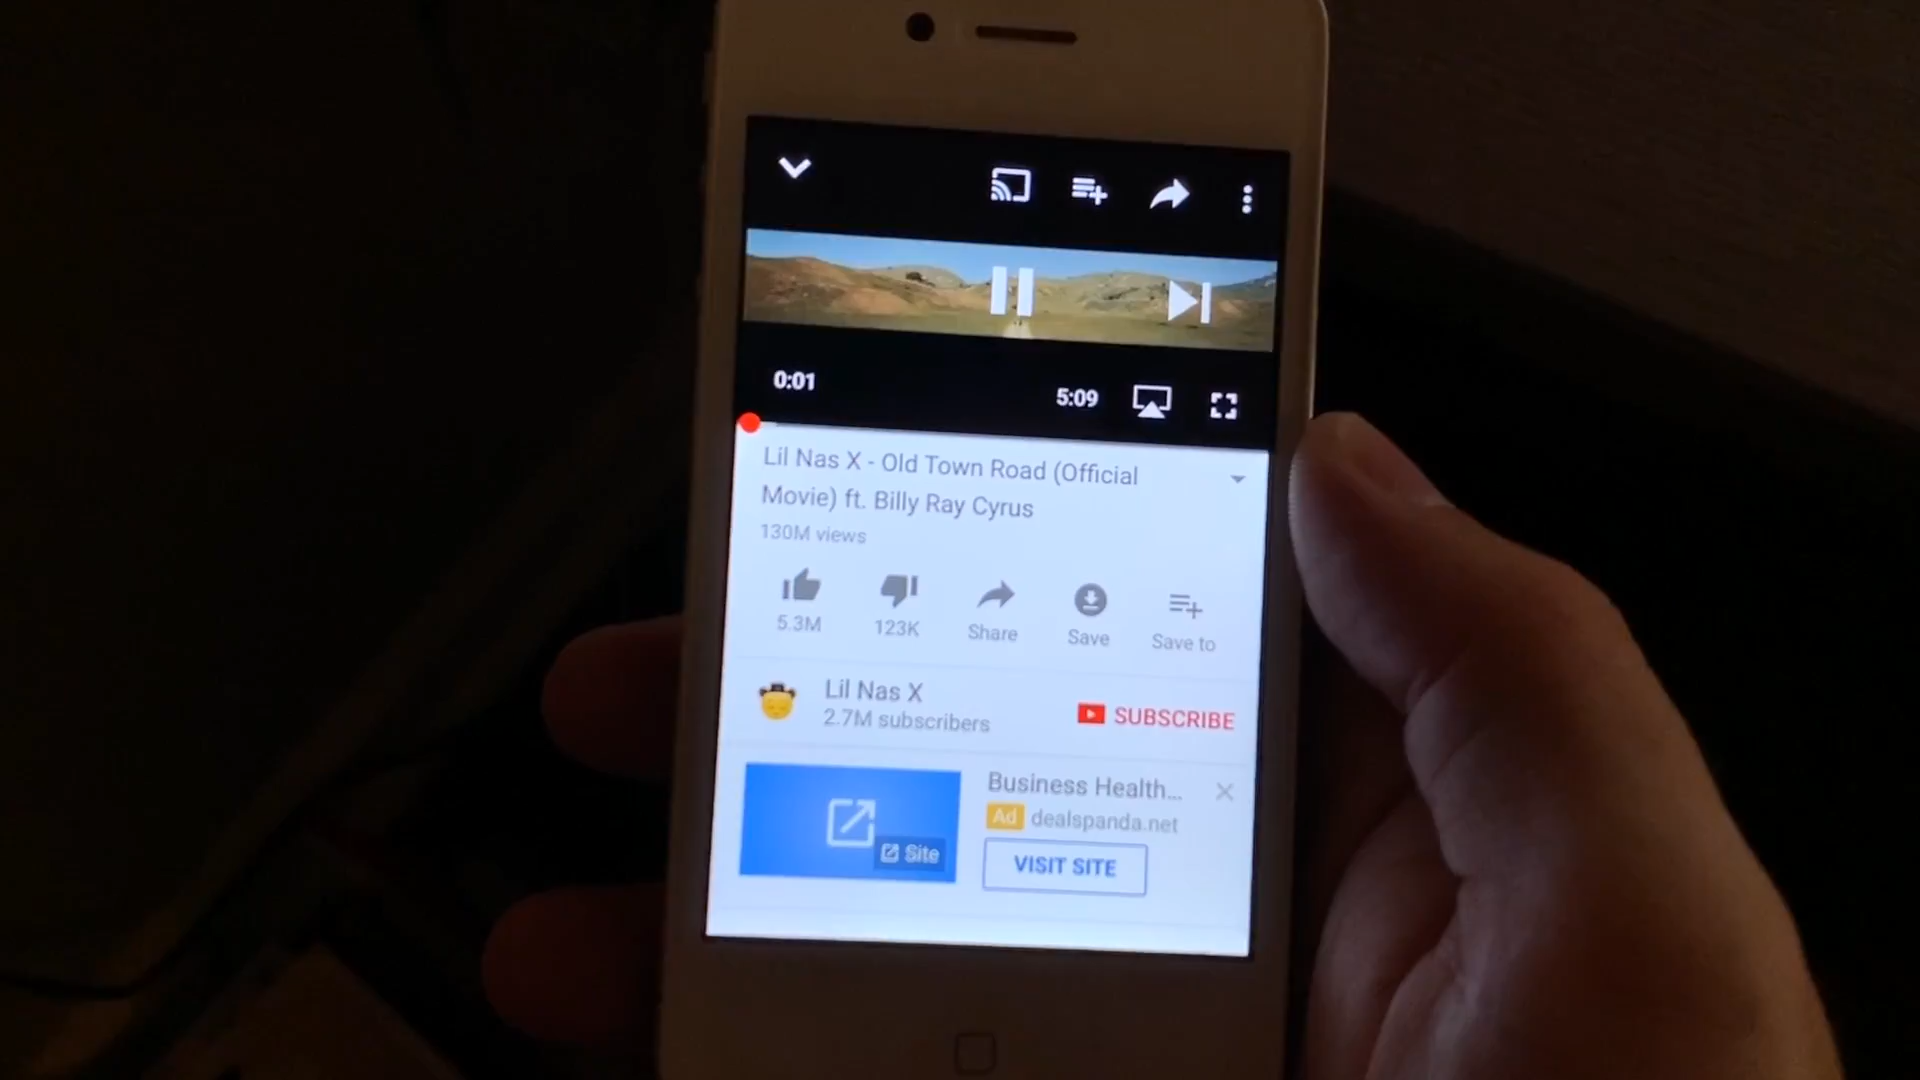 0:01
5:09
Lil Nas X - Old Town Road (Official
Movie) ft. Billy Ray Cyrus
130M views
5.3M
123K
Share
Save
Save to
Lil Nas X
2.7M subscribers
SUBSCRIBE
Site
Business Health...
Ad dealspanda.net
VISIT SITE